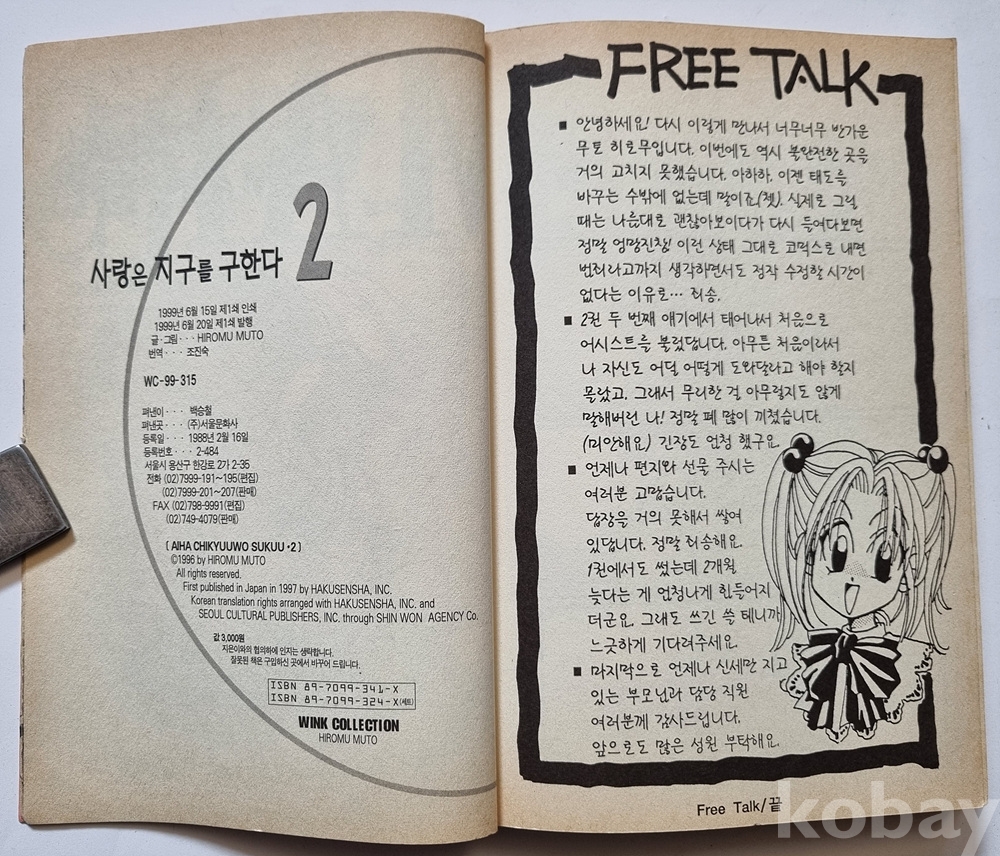 사랑은 지구를 구한다 2
1999년 6월 15일 제1쇄 인쇄
1999년 6월 20일 제1쇄 발행
글·그림··· HIROMU MUTO
번역··· 조진숙
WC-99-315
펴낸이··· 백승철
펴낸곳··· (주)서울문화사
등록일··· 1988년 2월 16일
등록번호··· 2-484
서울시 용산구 한강로 2가 2-35
전화 (02)7999-191~195(편집)
(02)7999-201~207(판매)
FAX (02)798-9991(편집)
(02)749-4079(판매)
[ AIHA CHIKYUUWO SUKUU·2 ]
©1996 by HIROMU MUTO
All rights reserved.
First published in Japan in 1997 by HAKUSENSHA, INC.
Korean translation rights arranged with HAKUSENSHA, INC. and
SEOUL CULTURAL PUBLISHERS, INC. through SHIN WON AGENCY Co.
값 3,000원
지은이와의 협의하에 인지는 생략합니다.
잘못된 책은 구입하신 곳에서 바꾸어 드립니다.
ISBN 89-7099-341-X
ISBN 89-7099-324-X(세트)
WINK COLLECTION
HIROMU MUTO
FREE TALK
■ 안녕하세요! 다시 이렇게 만나서 너무너무 반가운
무토 히로무입니다. 이번에도 역시 불완전한 곳을
거의 고치지 못했습니다. 아하하. 이젠 태도를
바꾸는 수밖에 없는데 말이죠(쳇). 실제로 그릴
때는 나름대로 괜찮아보이다가 다시 들여다보면
정말 엉망진창! 이런 상태 그대로 코믹스로 내면
범죄라고까지 생각하면서도 정작 수정할 시간이
없다는 이유로… 죄송.
■ 2권 두 번째 얘기에서 태어나서 처음으로
어시스트를 불렀답니다. 아무튼 처음이라서
나 자신도 어딜 어떻게 도와달라고 해야 할지
몰랐고, 그래서 무리한 걸 아무렇지도 않게
말해버린 나! 정말 폐 많이 끼쳤습니다.
(미안해요) 긴장도 엄청 했구요.
■ 언제나 편지와 선물 주시는
여러분 고맙습니다.
답장을 거의 못해서 쌓여
있답니다. 정말 죄송해요.
1권에서도 썼는데 2개월
늦다는 게 엄청나게 힘들어지
더군요. 그래도 쓰긴 쓸 테니까
느긋하게 기다려주세요.
■ 마지막으로 언제나 신세만 지고
있는 부모님과 담당 직원
여러분께 감사드립니다.
앞으로도 많은 성원 부탁해요.
Free Talk/끝
kobay